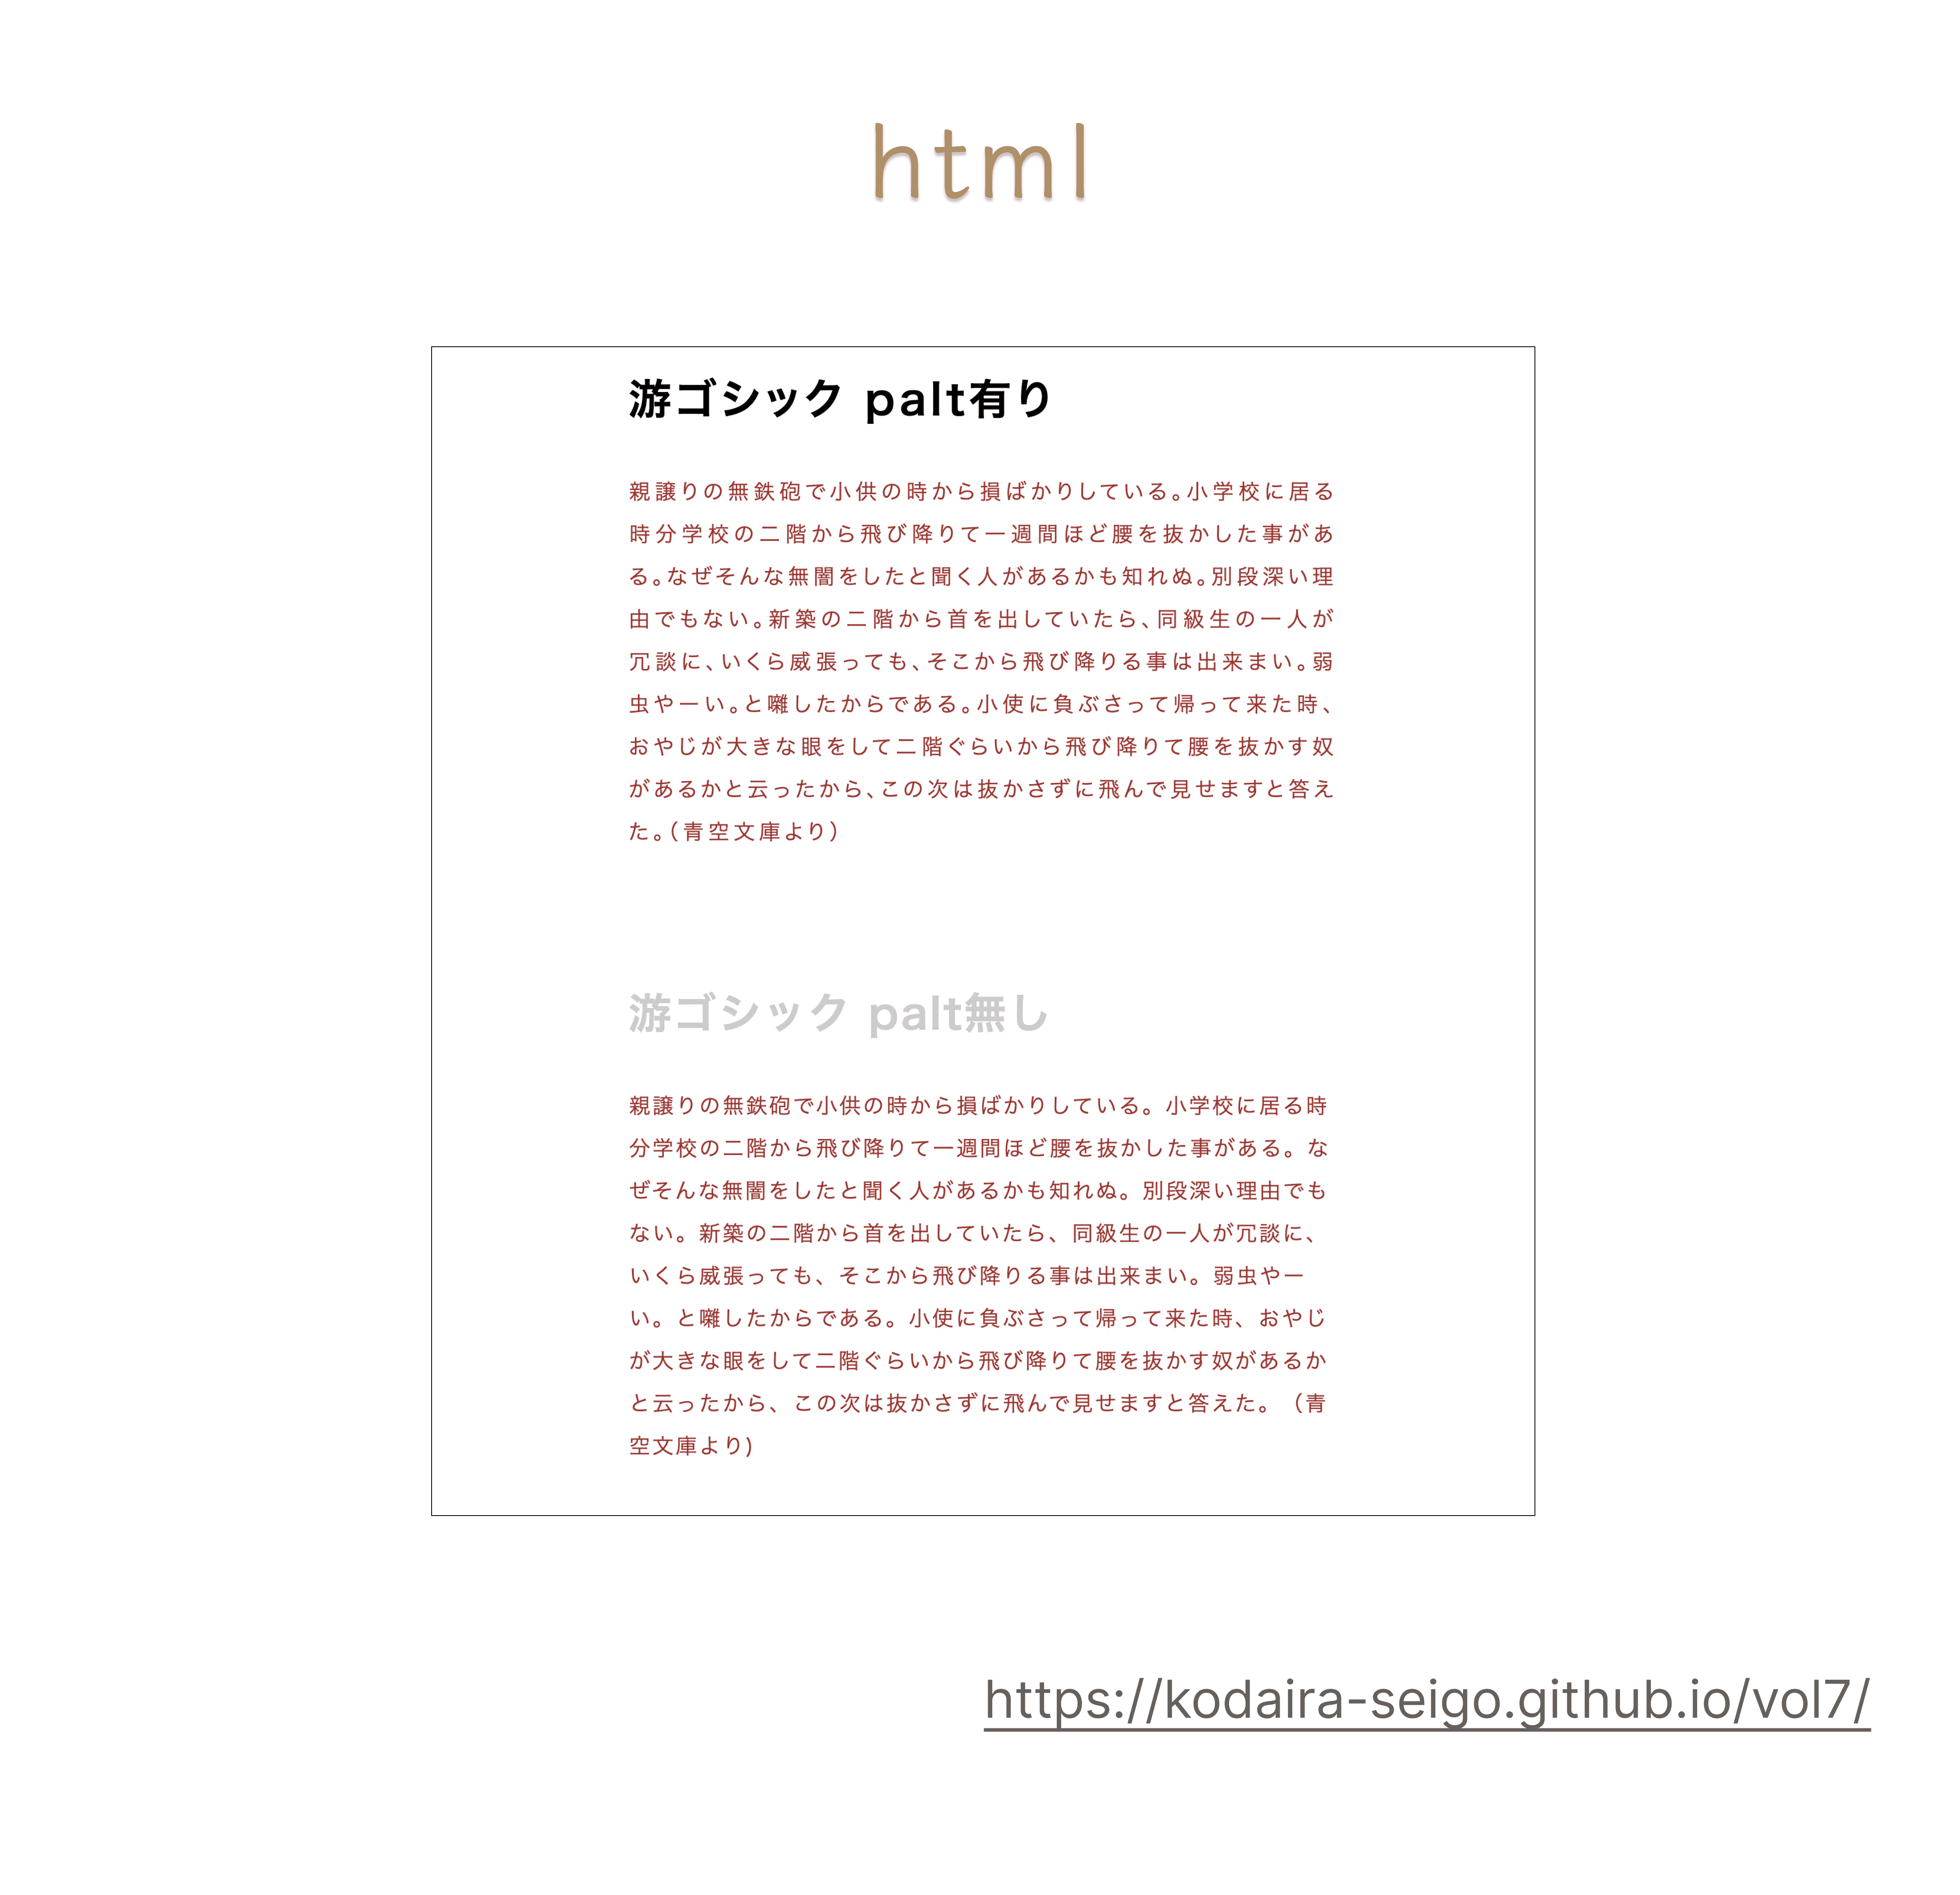 html
游ゴシック palt有り
親譲りの無鉄砲で小供の時から損ばかりしている。小学校に居る
時分学校の二階から飛び降りて一週間ほど腰を抜かした事があ
る。なぜそんな無闇をしたと聞く人があるかも知れぬ。別段深い理
由でもない。新築の二階から首を出していたら、同級生の一人が
冗談に、いくら威張っても、そこから飛び降りる事は出来まい。弱
虫やーい。と囃したからである。小使に負ぶさって帰って来た時、
おやじが大きな眼をして二階ぐらいから飛び降りて腰を抜かす奴
があるかと云ったから、この次は抜かさずに飛んで見せますと答え
た。（青空文庫より）
游ゴシック palt無し
親譲りの無鉄砲で小供の時から損ばかりしている。小学校に居る時
分学校の二階から飛び降りて一週間ほど腰を抜かした事がある。な
ぜそんな無闇をしたと聞く人があるかも知れぬ。別段深い理由でも
ない。新築の二階から首を出していたら、同級生の一人が冗談に、
いくら威張っても、そこから飛び降りる事は出来まい。弱虫やー
い。と囃したからである。小使に負ぶさって帰って来た時、おやじ
が大きな眼をして二階ぐらいから飛び降りて腰を抜かす奴があるか
と云ったから、この次は抜かさずに飛んで見せますと答えた。（青
空文庫より)
https://kodaira-seigo.github.io/vol7/